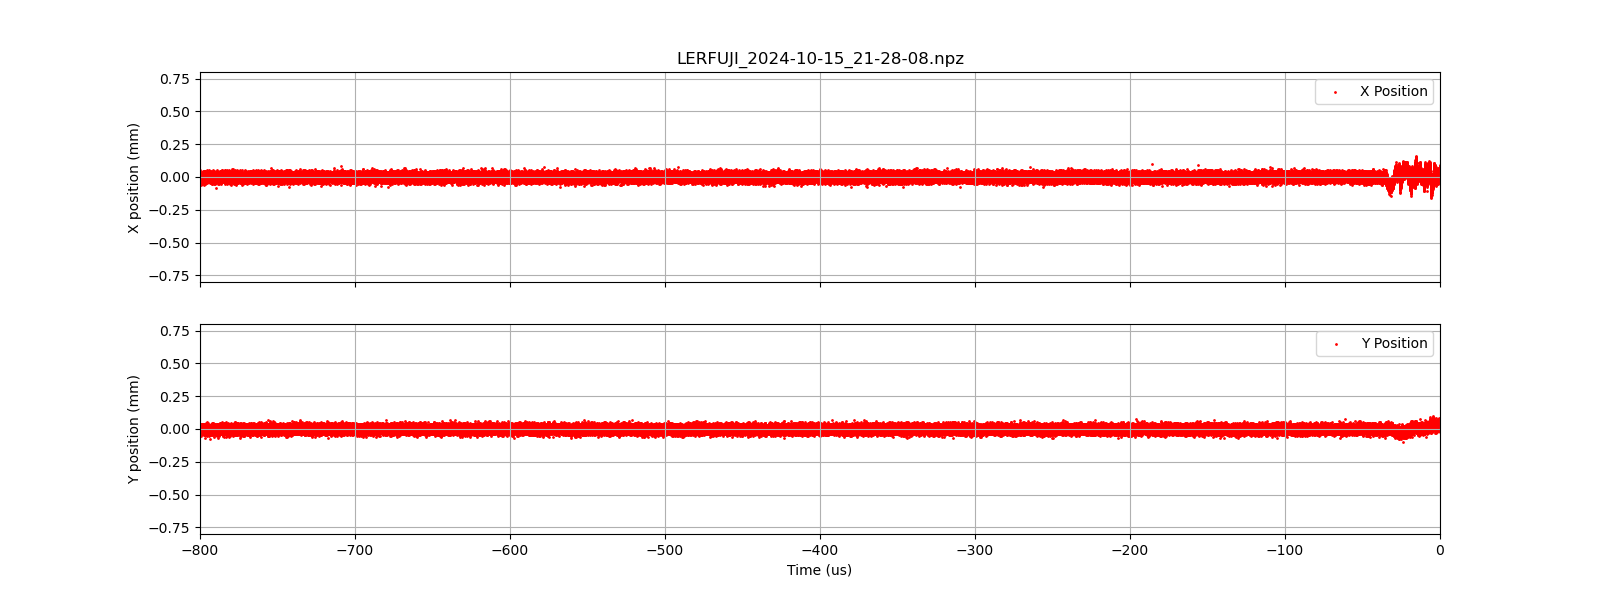 LERFUJI_2024-10-15_21-28-08.npz
0.75
0.50
0.25
0.00
−0.25
−0.50
−0.75
X position (mm)
X Position
0.75
0.50
0.25
0.00
−0.25
−0.50
−0.75
Y position (mm)
Y Position
−800 −700 −600 −500 −400 −300 −200 −100 0
Time (us)